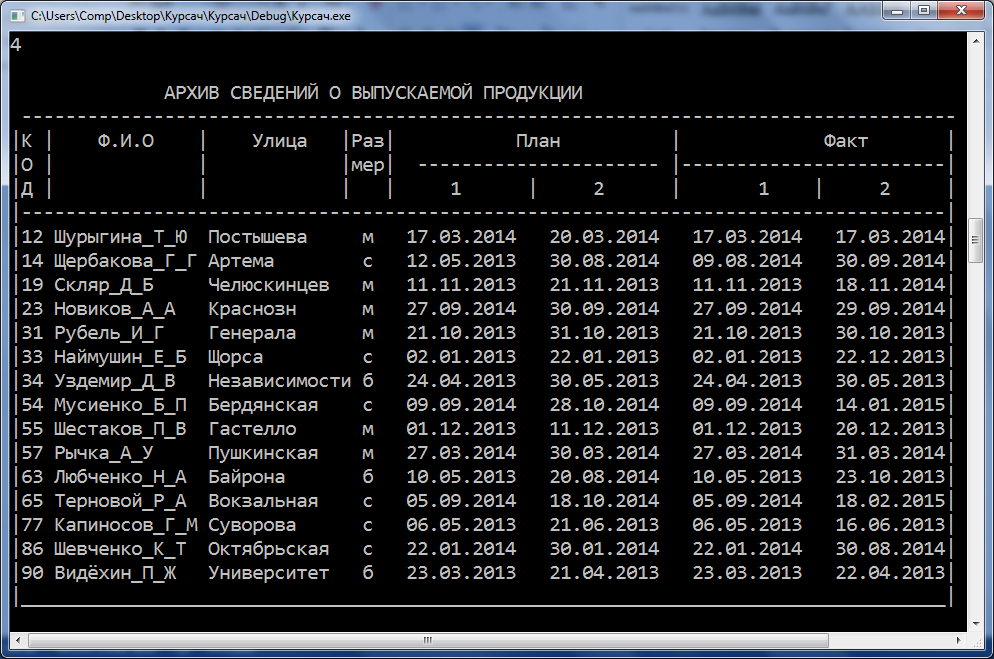 C:\Users\Comp\Desktop\Курсач\Курсач\Debug\Курсач.exe
4
АРХИВ СВЕДЕНИЙ О ВЫПУСКАЕМОЙ ПРОДУКЦИИ
--------------------------------------------------------------------------------------
|К |    Ф.И.О    |    Улица   |Раз|           План            |             Факт       |
|О |             |            |мер|  ----------------------  |------------------------|
|Д |             |            |   |     1      |     2      |       1    |     2     |
|------------------------------------------------------------------------------------|
|12 Шурыгина_Т_Ю  Постышева     м   17.03.2014   20.03.2014   17.03.2014   17.03.2014|
|14 Щербакова_Г_Г Артема        с   12.05.2013   30.08.2014   09.08.2014   30.09.2014|
|19 Скляр_Д_Б     Челюскинцев   м   11.11.2013   21.11.2013   11.11.2013   18.11.2014|
|23 Новиков_А_А   Краснозн      м   27.09.2014   30.09.2014   27.09.2014   29.09.2014|
|31 Рубель_И_Г    Генерала      м   21.10.2013   31.10.2013   21.10.2013   30.10.2013|
|33 Наймушин_Е_Б  Щорса         с   02.01.2013   22.01.2013   02.01.2013   22.12.2013|
|34 Уздемир_Д_В   Независимости б   24.04.2013   30.05.2013   24.04.2013   30.05.2013|
|54 Мусиенко_Б_П  Бердянская    с   09.09.2014   28.10.2014   09.09.2014   14.01.2015|
|55 Шестаков_П_В  Гастелло      м   01.12.2013   11.12.2013   01.12.2013   20.12.2013|
|57 Рычка_А_У     Пушкинская    м   27.03.2014   30.03.2014   27.03.2014   31.03.2014|
|63 Любченко_Н_А  Байрона       б   10.05.2013   20.08.2014   10.05.2013   23.10.2013|
|65 Терновой_Р_А  Вокзальная    с   05.09.2014   18.10.2014   05.09.2014   18.02.2015|
|77 Капиносов_Г_М Суворова      с   06.05.2013   21.06.2013   06.05.2013   16.06.2013|
|86 Шевченко_К_Т  Октябрьская   с   22.01.2014   30.01.2014   22.01.2014   30.08.2014|
|90 Видёхин_П_Ж   Университет   б   23.03.2013   21.04.2013   23.03.2013   22.04.2013|
|____________________________________________________________________________________|